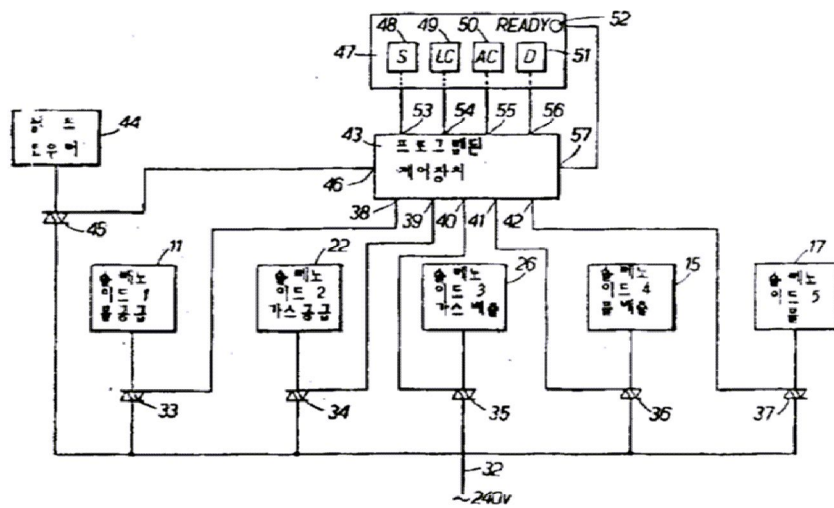 READY 52
48 49 50 51
47 S LC AC D
53 54 55 56
44
43 프로그램된 57
제어장치
46
38 39 40 41 42
45
11
솔레노
이드 1
물공급
22
솔레노
이드 2
가스공급
26
솔레노
이드 3
가스배출
15
솔레노
이드 4
물배출
17
솔레노
이드 5
33 34 35 36 37
32
~240v